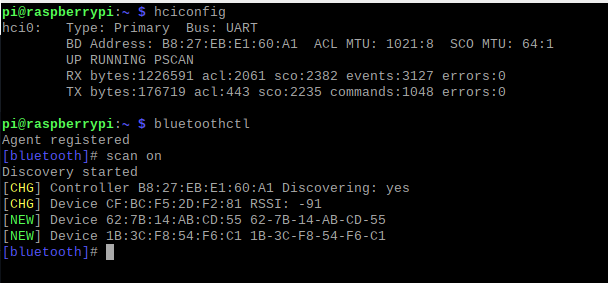 pi@raspberrypi:~ $ hciconfig
hci0:   Type: Primary  Bus: UART
        BD Address: B8:27:EB:E1:60:A1  ACL MTU: 1021:8  SCO MTU: 64:1
        UP RUNNING PSCAN
        RX bytes:1226591 acl:2061 sco:2382 events:3127 errors:0
        TX bytes:176719 acl:443 sco:2235 commands:1048 errors:0
pi@raspberrypi:~ $ bluetoothctl
Agent registered
[bluetooth]# scan on
Discovery started
[CHG] Controller B8:27:EB:E1:60:A1 Discovering: yes
[CHG] Device CF:BC:F5:2D:F2:81 RSSI: -91
[NEW] Device 62:7B:14:AB:CD:55 62-7B-14-AB-CD-55
[NEW] Device 1B:3C:F8:54:F6:C1 1B-3C-F8-54-F6-C1
[bluetooth]#